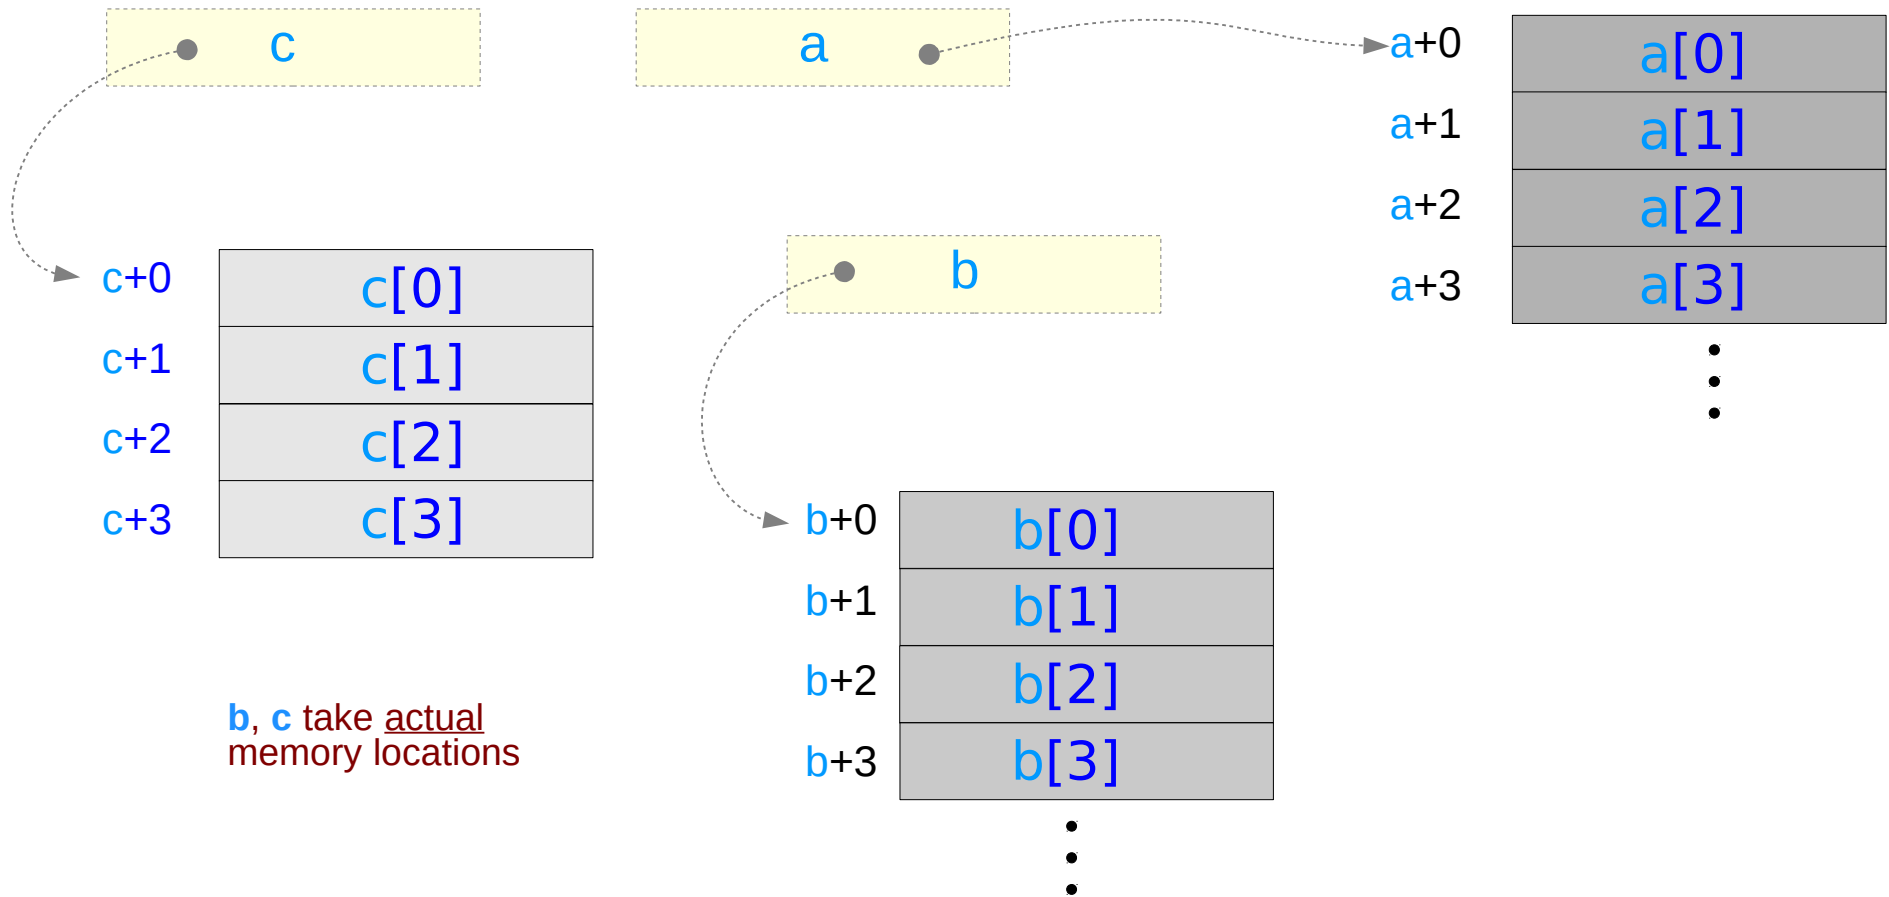 c
a
a+0
a[0]
a+1
a[1]
a+2
a[2]
a+3
a[3]
b
c+0
c[0]
c+1
c[1]
c+2
c[2]
c+3
c[3]
b+0
b[0]
b+1
b[1]
b+2
b[2]
b+3
b[3]
b, c take actual
memory locations